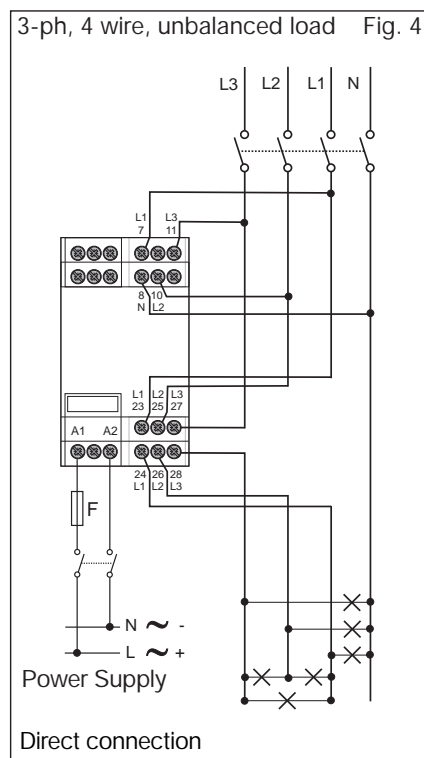 3-ph, 4 wire, unbalanced load Fig. 4
L3 L2 L1 N
L1 L3
7 11
8 10
N L2
L1 L2 L3
23 25 27
A1 A2
24 26 28
L1 L2 L3
F
N ~ -
L ~ +
Power Supply
Direct connection